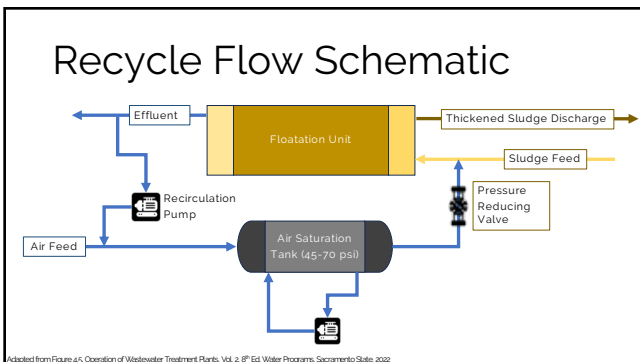 Recycle Flow Schematic
Effluent
Floatation Unit
Thickened Sludge Discharge
Sludge Feed
Recirculation
Pump
Pressure
Reducing
Valve
Air Feed
Air Saturation
Tank (45-70 psi)
Adapted from Figure 4.5, Operation of Wastewater Treatment Plants, Vol. 2, 8th Ed. Water Programs, Sacramento State, 2022